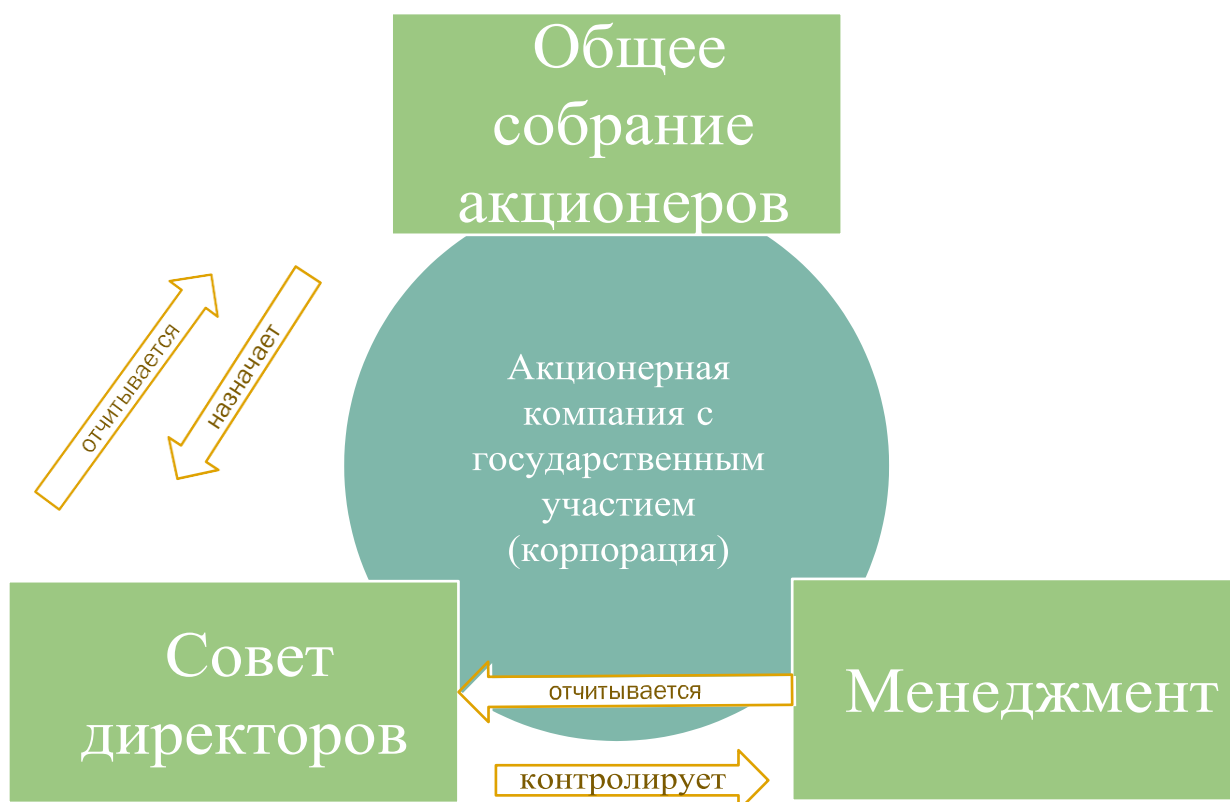 Общее
собрание
акционеров
отчитывается
назначает
Акционерная
компания с
государственным
участием
(корпорация)
Совет
директоров
отчитывается
Менеджмент
контролирует